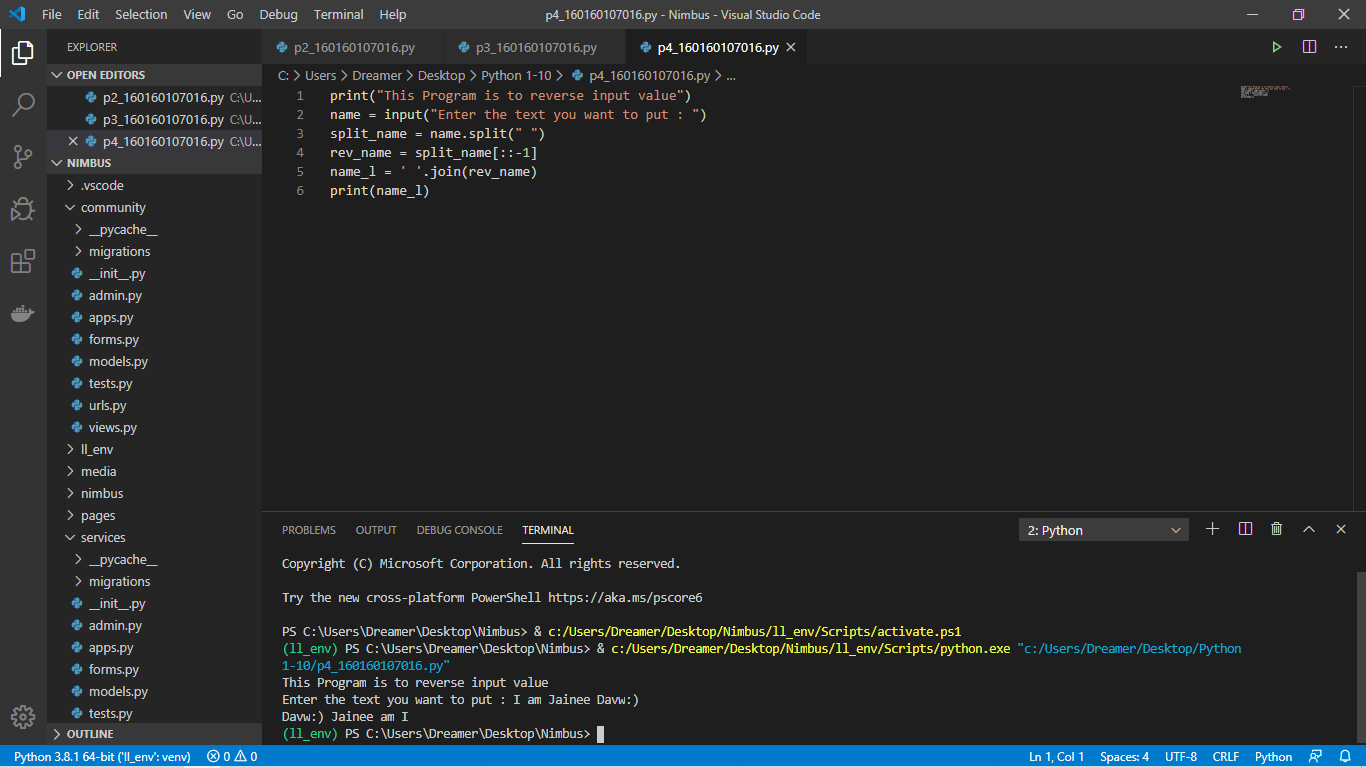 File Edit Selection View Go Debug Terminal Help p4_160160107016.py - Nimbus - Visual Studio Code
EXPLORER
OPEN EDITORS
p2_160160107016.py C:\U...
p3_160160107016.py C:\U...
p4_160160107016.py C:\U...
NIMBUS
.vscode
community
__pycache__
migrations
__init__.py
admin.py
apps.py
forms.py
models.py
tests.py
urls.py
views.py
ll_env
media
nimbus
pages
services
__pycache__
migrations
__init__.py
admin.py
apps.py
forms.py
models.py
tests.py
OUTLINE
p2_160160107016.py p3_160160107016.py p4_160160107016.py
C: > Users > Dreamer > Desktop > Python 1-10 > p4_160160107016.py > ...
1 print("This Program is to reverse input value")
2 name = input("Enter the text you want to put : ")
3 split_name = name.split(" ")
4 rev_name = split_name[::-1]
5 name_l = ' '.join(rev_name)
6 print(name_l)
PROBLEMS OUTPUT DEBUG CONSOLE TERMINAL 2: Python
Copyright (C) Microsoft Corporation. All rights reserved.
Try the new cross-platform PowerShell https://aka.ms/pscore6
PS C:\Users\Dreamer\Desktop\Nimbus> & c:/Users/Dreamer/Desktop/Nimbus/ll_env/Scripts/activate.ps1
(ll_env) PS C:\Users\Dreamer\Desktop\Nimbus> & c:/Users/Dreamer/Desktop/Nimbus/ll_env/Scripts/python.exe "c:/Users/Dreamer/Desktop/Python
1-10/p4_160160107016.py"
This Program is to reverse input value
Enter the text you want to put : I am Jainee Davw:)
Davw:) Jainee am I
(ll_env) PS C:\Users\Dreamer\Desktop\Nimbus>
Python 3.8.1 64-bit ('ll_env': venv) 0 0 Ln 1, Col 1 Spaces: 4 UTF-8 CRLF Python